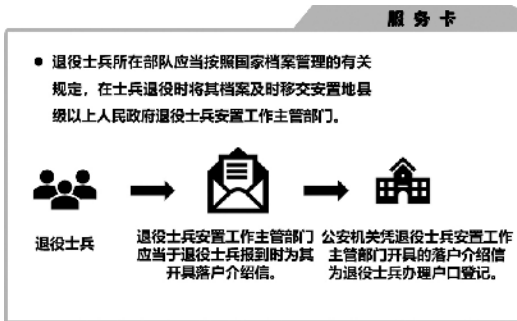 服务卡
● 退役士兵所在部队应当按照国家档案管理的有关
规定，在士兵退役时将其档案及时移交安置地县
级以上人民政府退役士兵安置工作主管部门。
退役士兵
退役士兵安置工作主管部门
应当于退役士兵报到时为其
开具落户介绍信。
公安机关凭退役士兵安置工作
主管部门开具的落户介绍信
为退役士兵办理户口登记。